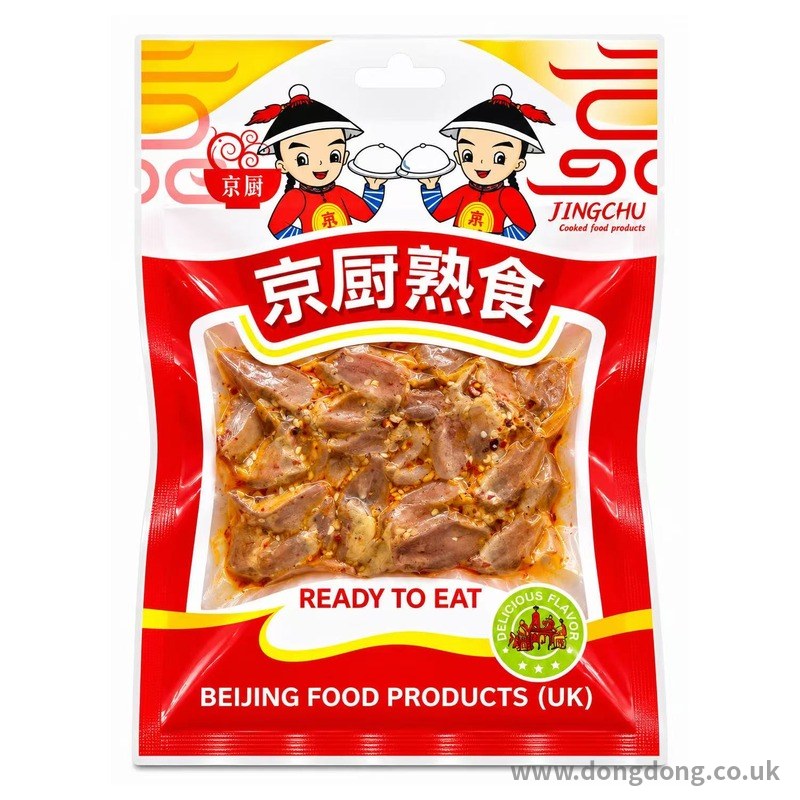 京厨
京
京
JINGCHU
Cooked food products
京厨熟食
READY TO EAT
DELICIOUS FLAVOR
BEIJING FOOD PRODUCTS (UK)
www.dongdong.co.uk